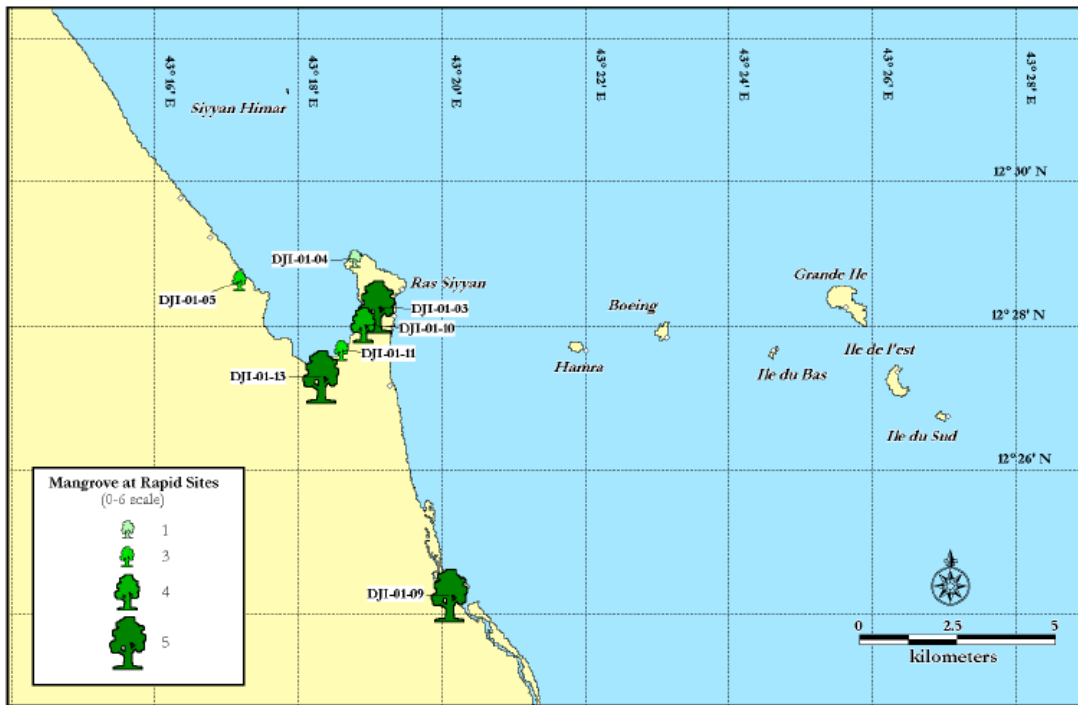 43° 16' E
43° 18' E
43° 20' E
43° 22' E
43° 24' E
43° 26' E
43° 28' E
Siyyan Himar
12° 30' N
DJI-01-04
Ras Siyyan
Grande Ile
DJI-01-05
DJI-01-03
Boeing
DJI-01-10
12° 28' N
DJI-01-11
Ile de l'est
Hamra
Ile du Bas
DJI-01-13
Ile du Sud
12° 26' N
Mangrove at Rapid Sites
(0-6 scale)
1
3
4
5
DJI-01-09
0 2.5 5
kilometers